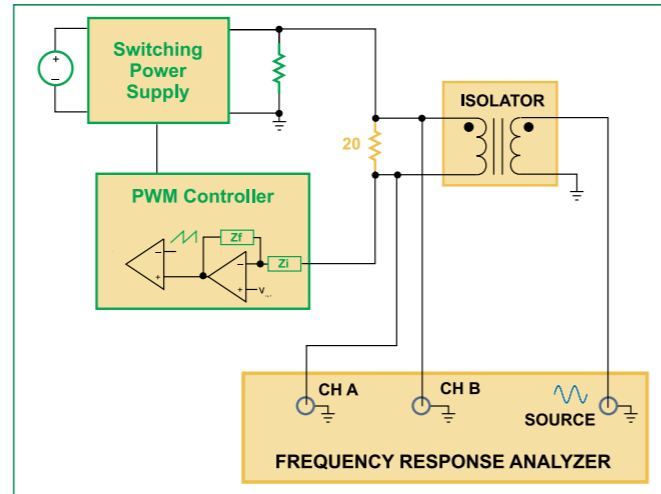 Switching
Power
Supply
+
−
ISOLATOR
20
PWM Controller
Zf
−
+
−
+
Zi
CH A
CH B
SOURCE
FREQUENCY RESPONSE ANALYZER